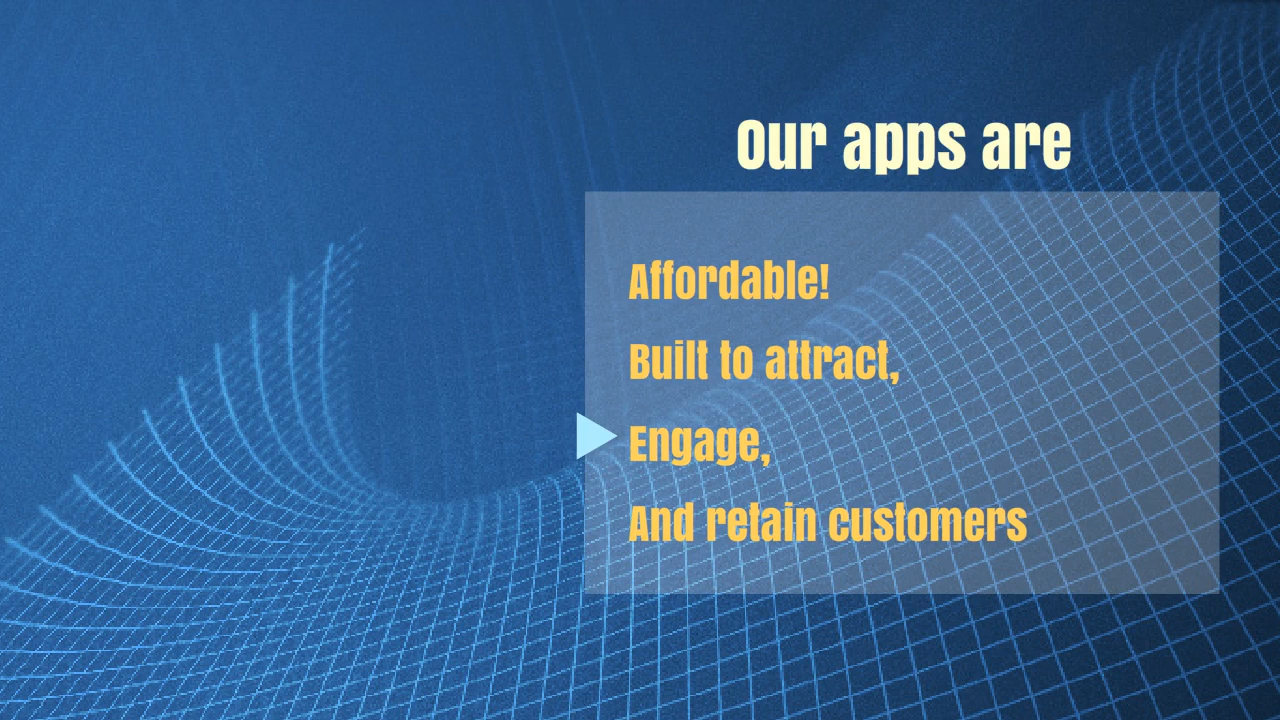 Our apps are
Affordable!
Built to attract,
Engage,
And retain customers